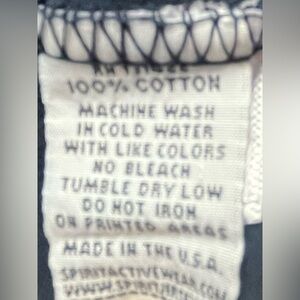 100% COTTON
MACHINE WASH
IN COLD WATER
WITH LIKE COLORS
NO BLEACH
TUMBLE DRY LOW
DO NOT IRON
ON PRINTED AREAS
MADE IN THE U.S.A.
SPIRITACTIVEWEAR.COM